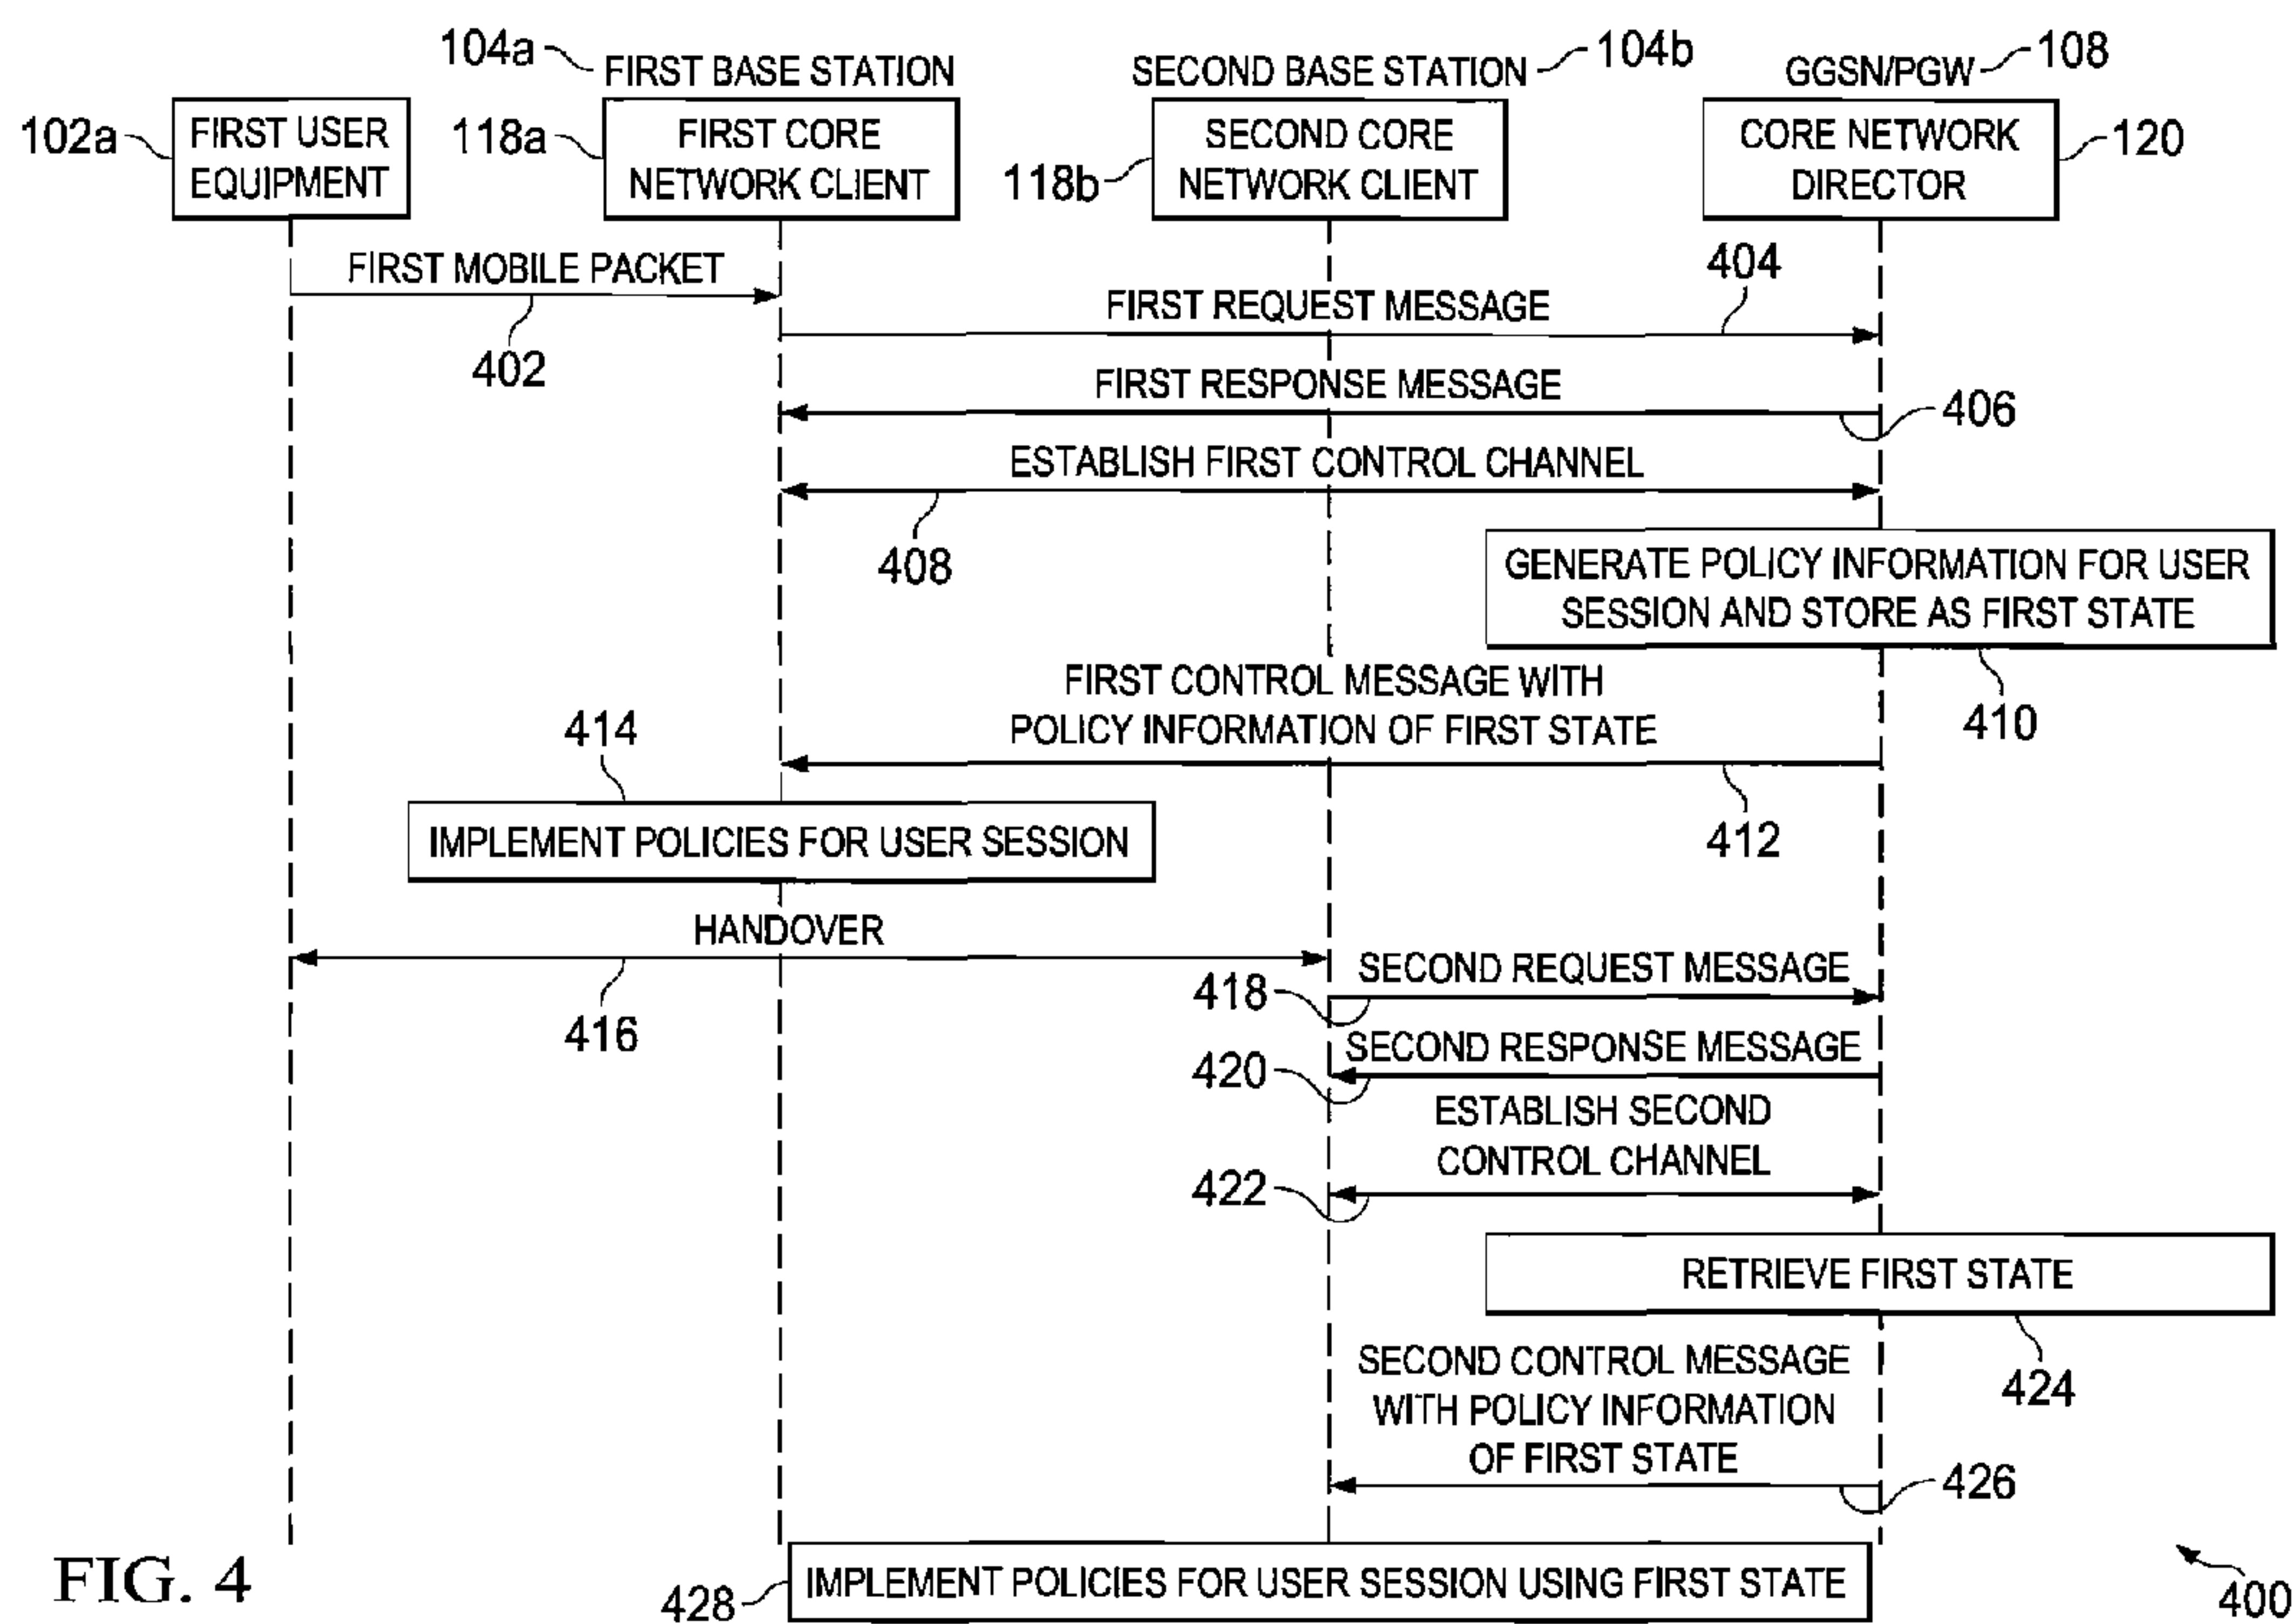 104a
FIRST BASE STATION
SECOND BASE STATION
104b
GGSN/PGW
108
102a
FIRST USER
EQUIPMENT
118a
FIRST CORE
NETWORK CLIENT
118b
SECOND CORE
NETWORK CLIENT
CORE NETWORK
DIRECTOR
120
FIRST MOBILE PACKET
402
FIRST REQUEST MESSAGE
404
FIRST RESPONSE MESSAGE
406
ESTABLISH FIRST CONTROL CHANNEL
408
GENERATE POLICY INFORMATION FOR USER
SESSION AND STORE AS FIRST STATE
410
FIRST CONTROL MESSAGE WITH
POLICY INFORMATION OF FIRST STATE
412
414
IMPLEMENT POLICIES FOR USER SESSION
HANDOVER
416
SECOND REQUEST MESSAGE
418
SECOND RESPONSE MESSAGE
420
ESTABLISH SECOND
CONTROL CHANNEL
422
RETRIEVE FIRST STATE
424
SECOND CONTROL MESSAGE
WITH POLICY INFORMATION
OF FIRST STATE
426
IMPLEMENT POLICIES FOR USER SESSION USING FIRST STATE
428
FIG. 4
400